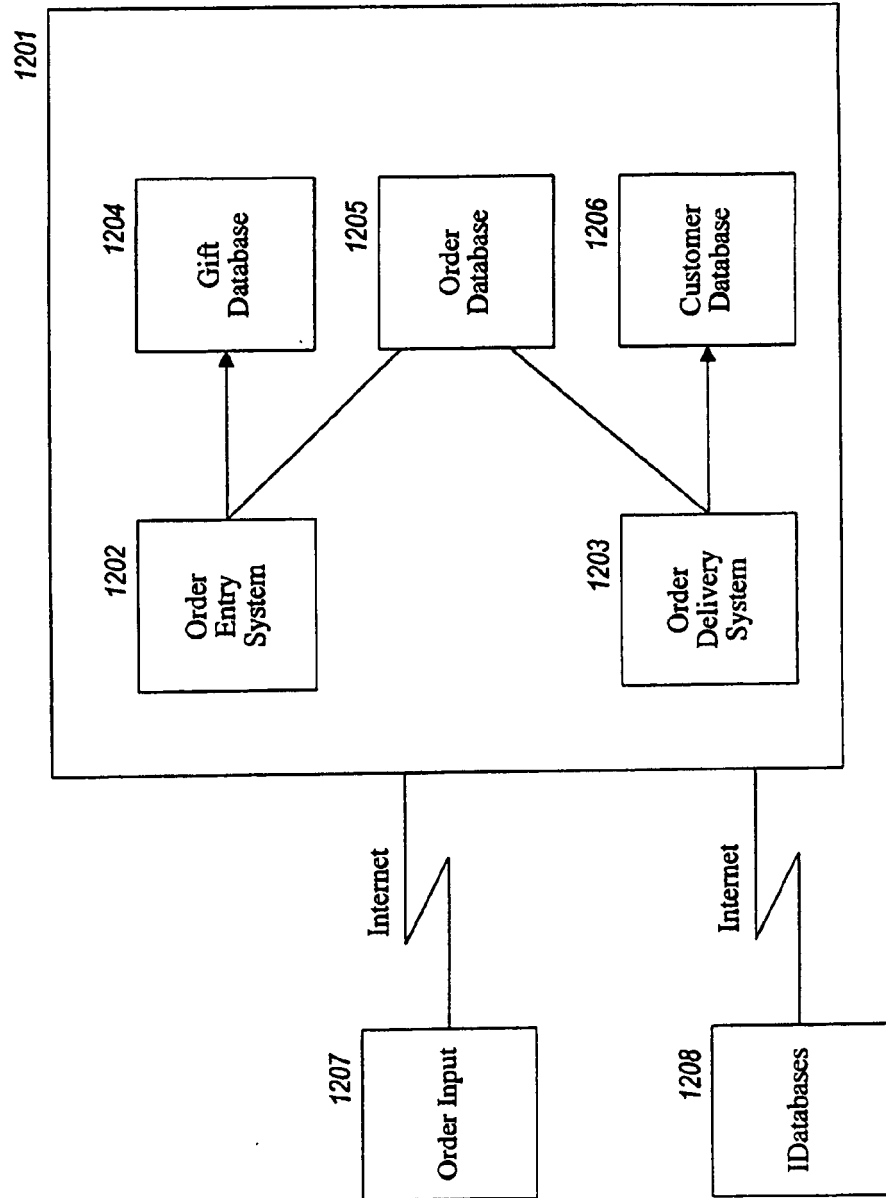 1201
1202
Order
Entry
System
1204
Gift
Database
1205
Order
Database
1203
Order
Delivery
System
1206
Customer
Database
1207
Order Input
Internet
1208
IDatabases
Internet